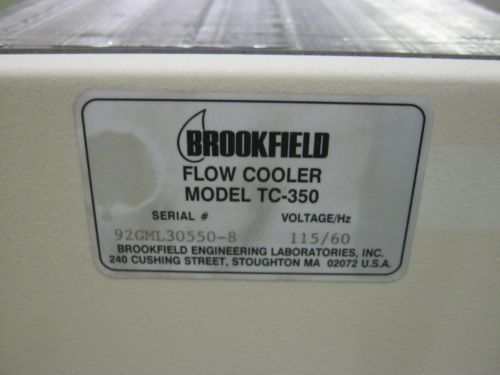 BROOKFIELD
FLOW COOLER
MODEL TC-350
SERIAL # VOLTAGE/Hz
92GML30550-8 115/60
BROOKFIELD ENGINEERING LABORATORIES, INC.
240 CUSHING STREET, STOUGHTON MA 02072 U.S.A.